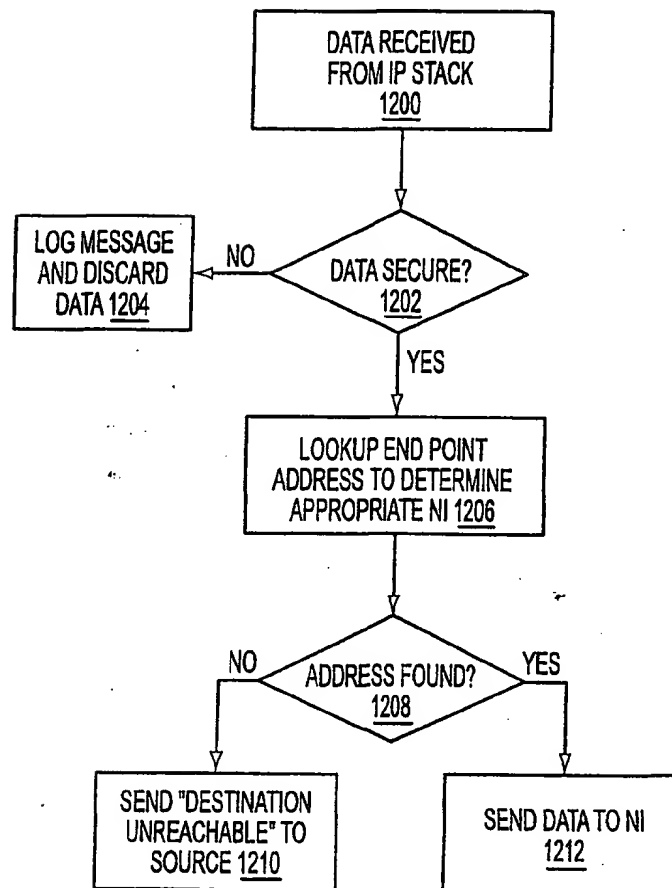 DATA RECEIVED
FROM IP STACK
1200
LOG MESSAGE
AND DISCARD
DATA 1204
NO
DATA SECURE?
1202
YES
LOOKUP END POINT
ADDRESS TO DETERMINE
APPROPRIATE NI 1206
NO
ADDRESS FOUND?
1208
YES
SEND "DESTINATION
UNREACHABLE" TO
SOURCE 1210
SEND DATA TO NI
1212